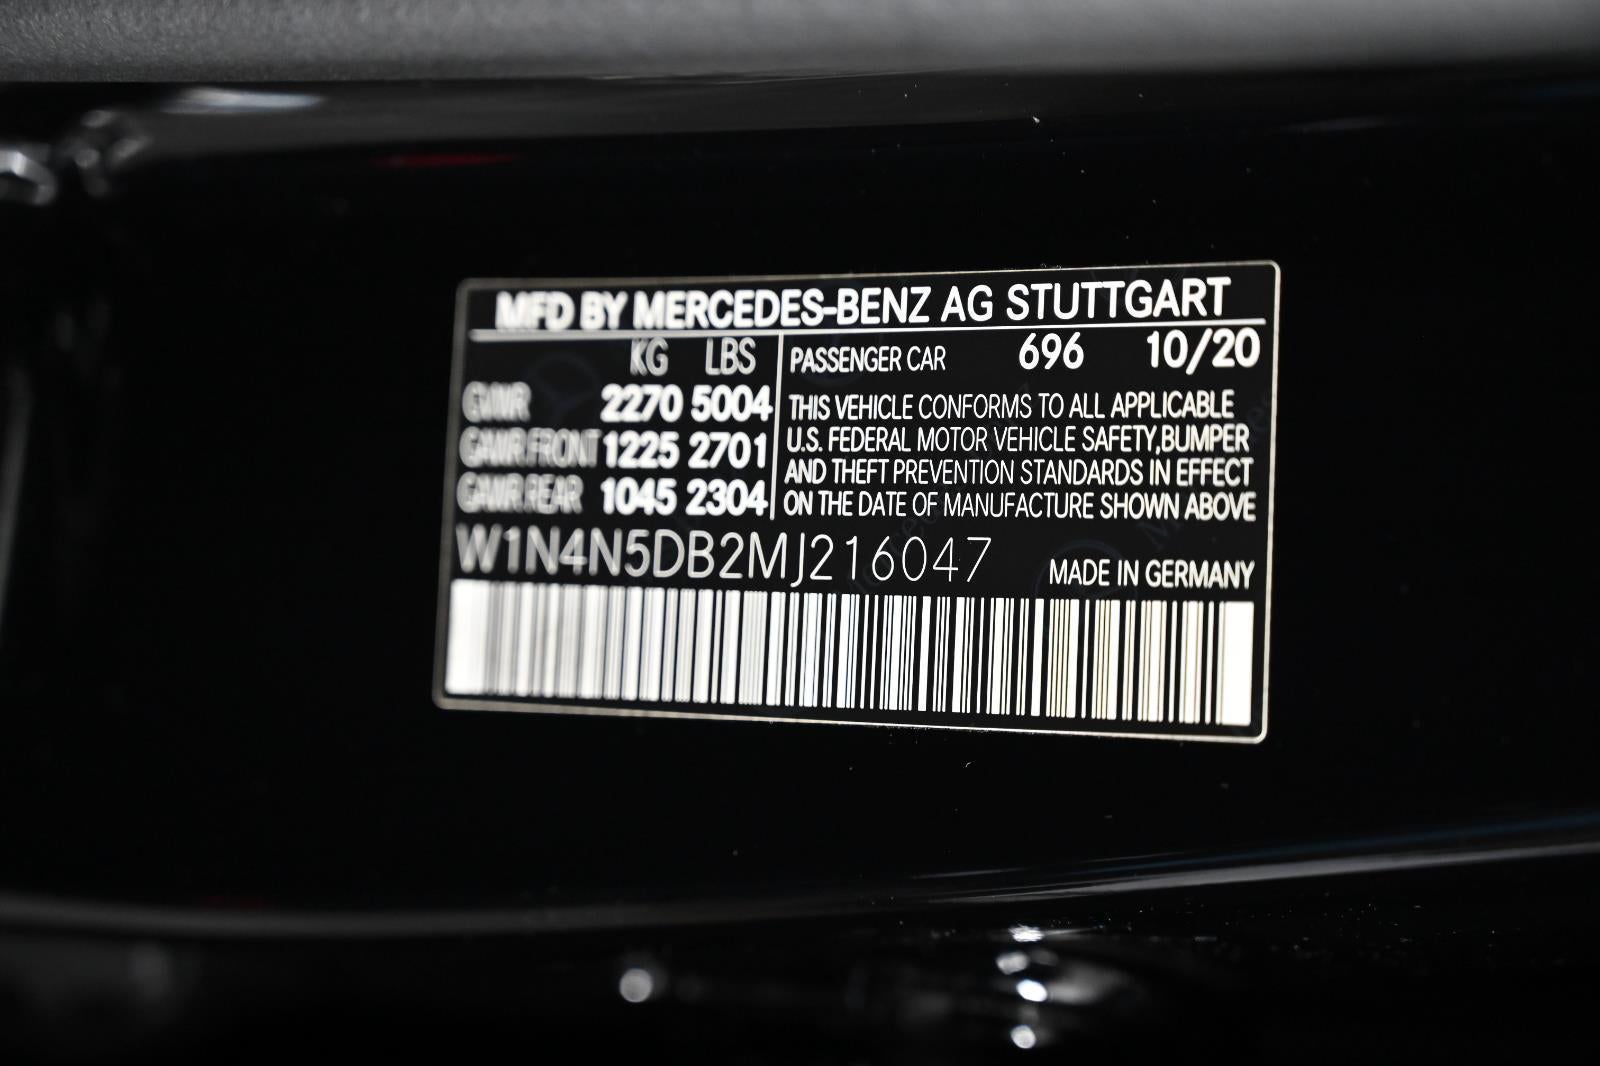 MFD BY MERCEDES-BENZ AG STUTTGART
KG LBS
GVWR 2270 5004
GAWR FRONT 1225 2701
GAWR REAR 1045 2304
PASSENGER CAR 696 10/20
THIS VEHICLE CONFORMS TO ALL APPLICABLE
U.S. FEDERAL MOTOR VEHICLE SAFETY,BUMPER
AND THEFT PREVENTION STANDARDS IN EFFECT
ON THE DATE OF MANUFACTURE SHOWN ABOVE
W1N4N5DB2MJ216047
MADE IN GERMANY